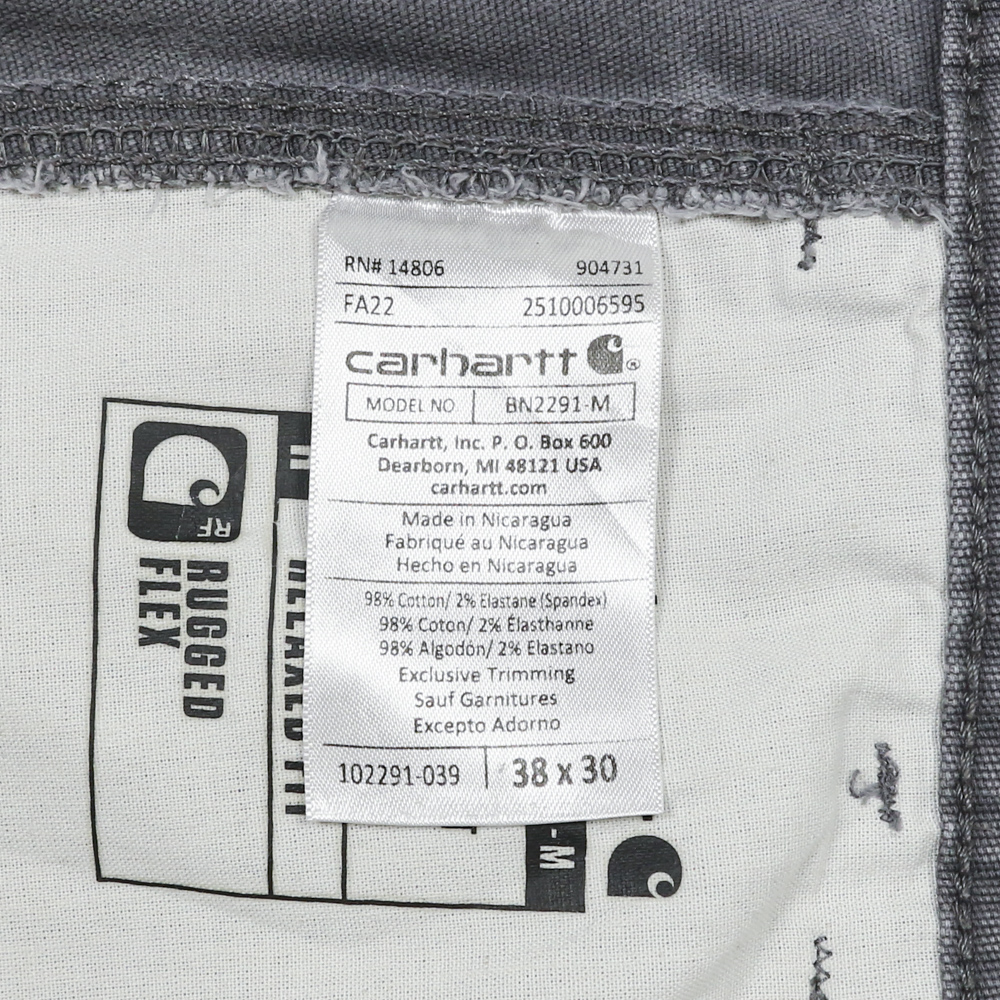 RN# 14806 904731
FA22 2510006595
carhartt ®
MODEL NO BN2291-M
Carhartt, Inc. P. O. Box 600
Dearborn, MI 48121 USA
carhartt.com
Made in Nicaragua
Fabriqué au Nicaragua
Hecho en Nicaragua
98% Cotton/ 2% Elastane (Spandex)
98% Coton/ 2% Élasthanne
98% Algodón/ 2% Elastano
Exclusive Trimming
Sauf Garnitures
Excepto Adorno
102291-039 38 x 30
RF
RUGGED
FLEX
RELAXED FIT
-M